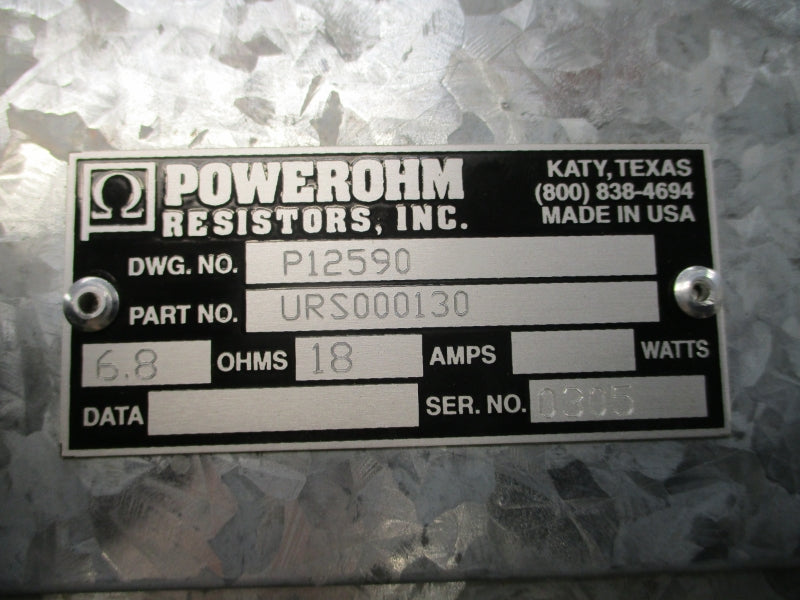 Ω POWEROHM
RESISTORS, INC.
KATY, TEXAS
(800) 838-4694
MADE IN USA
DWG. NO. P12590
PART NO. URS000130
6.8 OHMS 18 AMPS WATTS
DATA SER. NO. 0305